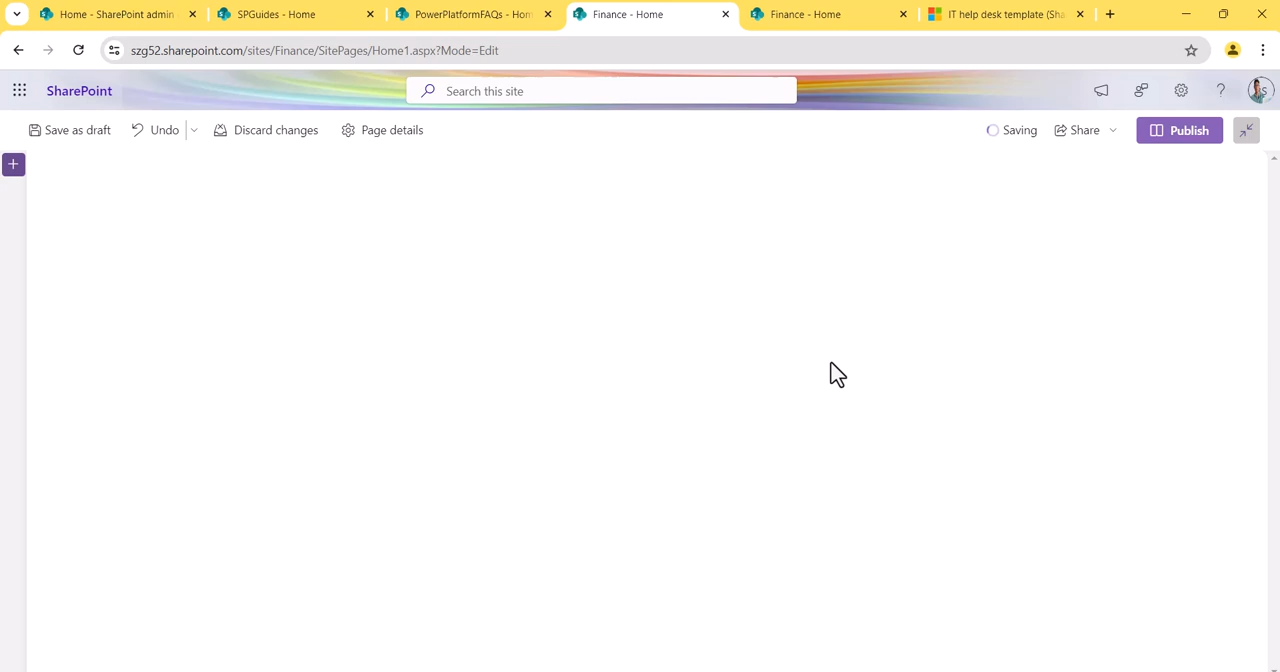 Home - SharePoint admin
SPGuides - Home
PowerPlatformFAQs - Hom
Finance - Home
Finance - Home
IT help desk template (Sha
szg52.sharepoint.com/sites/Finance/SitePages/Home1.aspx?Mode=Edit
SharePoint
Search this site
Save as draft
Undo
Discard changes
Page details
Saving
Share
Publish